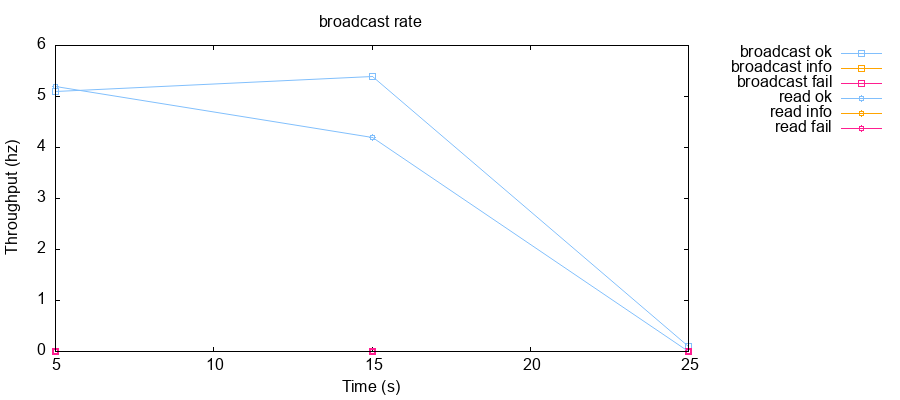 broadcast rate
6
5
4
3
2
1
0
5
10
15
20
25
Throughput (hz)
Time (s)
broadcast ok
broadcast info
broadcast fail
read ok
read info
read fail